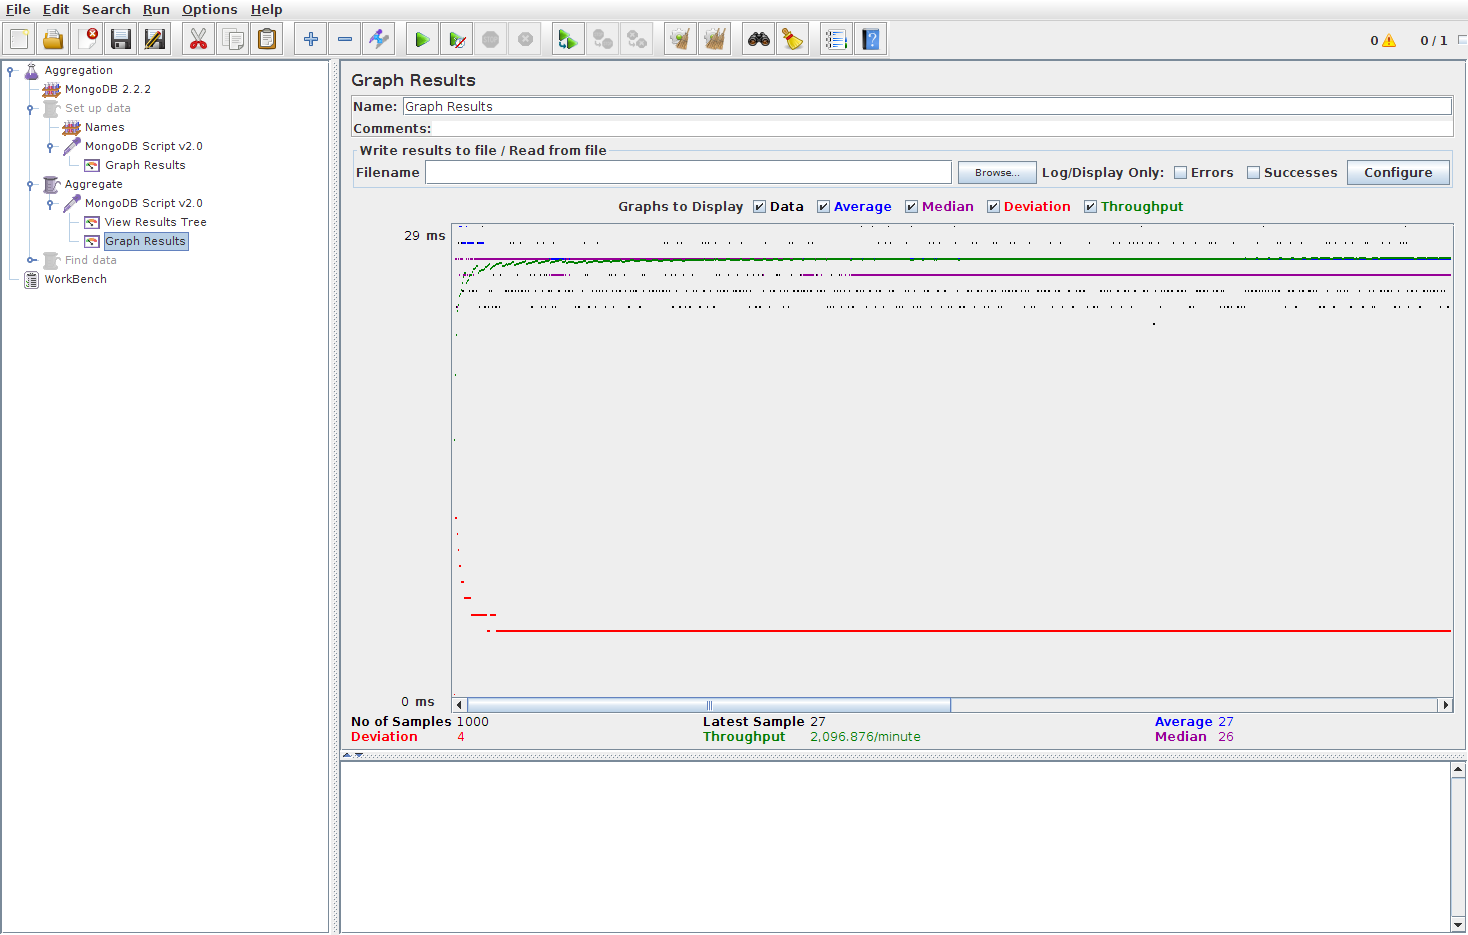 File Edit Search Run Options Help
0 0 / 1
Aggregation
MongoDB 2.2.2
Set up data
Names
MongoDB Script v2.0
Graph Results
Aggregate
MongoDB Script v2.0
View Results Tree
Graph Results
Find data
WorkBench
Graph Results
Name: Graph Results
Comments:
Write results to file / Read from file
Filename Browse... Log/Display Only: Errors Successes Configure
Graphs to Display Data Average Median Deviation Throughput
29 ms
0 ms
No of Samples 1000 Latest Sample 27 Average 27
Deviation 4 Throughput 2,096.876/minute Median 26